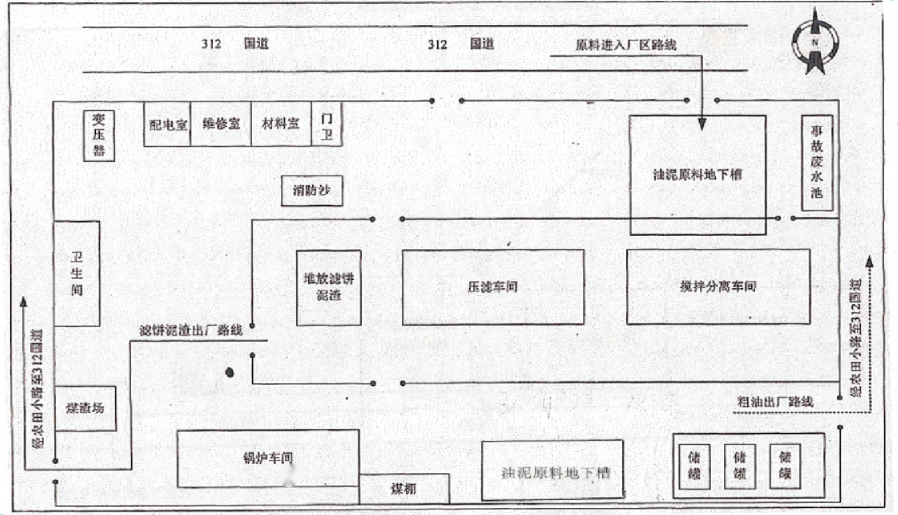 312 国道
312 国道
原料进入厂区路线
N
变压器
配电室
维修室
材料室
门卫
油泥原料地下槽
事故废水池
消防沙
卫生间
堆放滤饼
泥渣
压滤车间
搅拌分离车间
滤饼泥渣出厂路线
经农田小路至312国道
经农田小路至312国道
煤渣场
粗油出厂路线
锅炉车间
煤棚
油泥原料地下槽
储罐
储罐
储罐